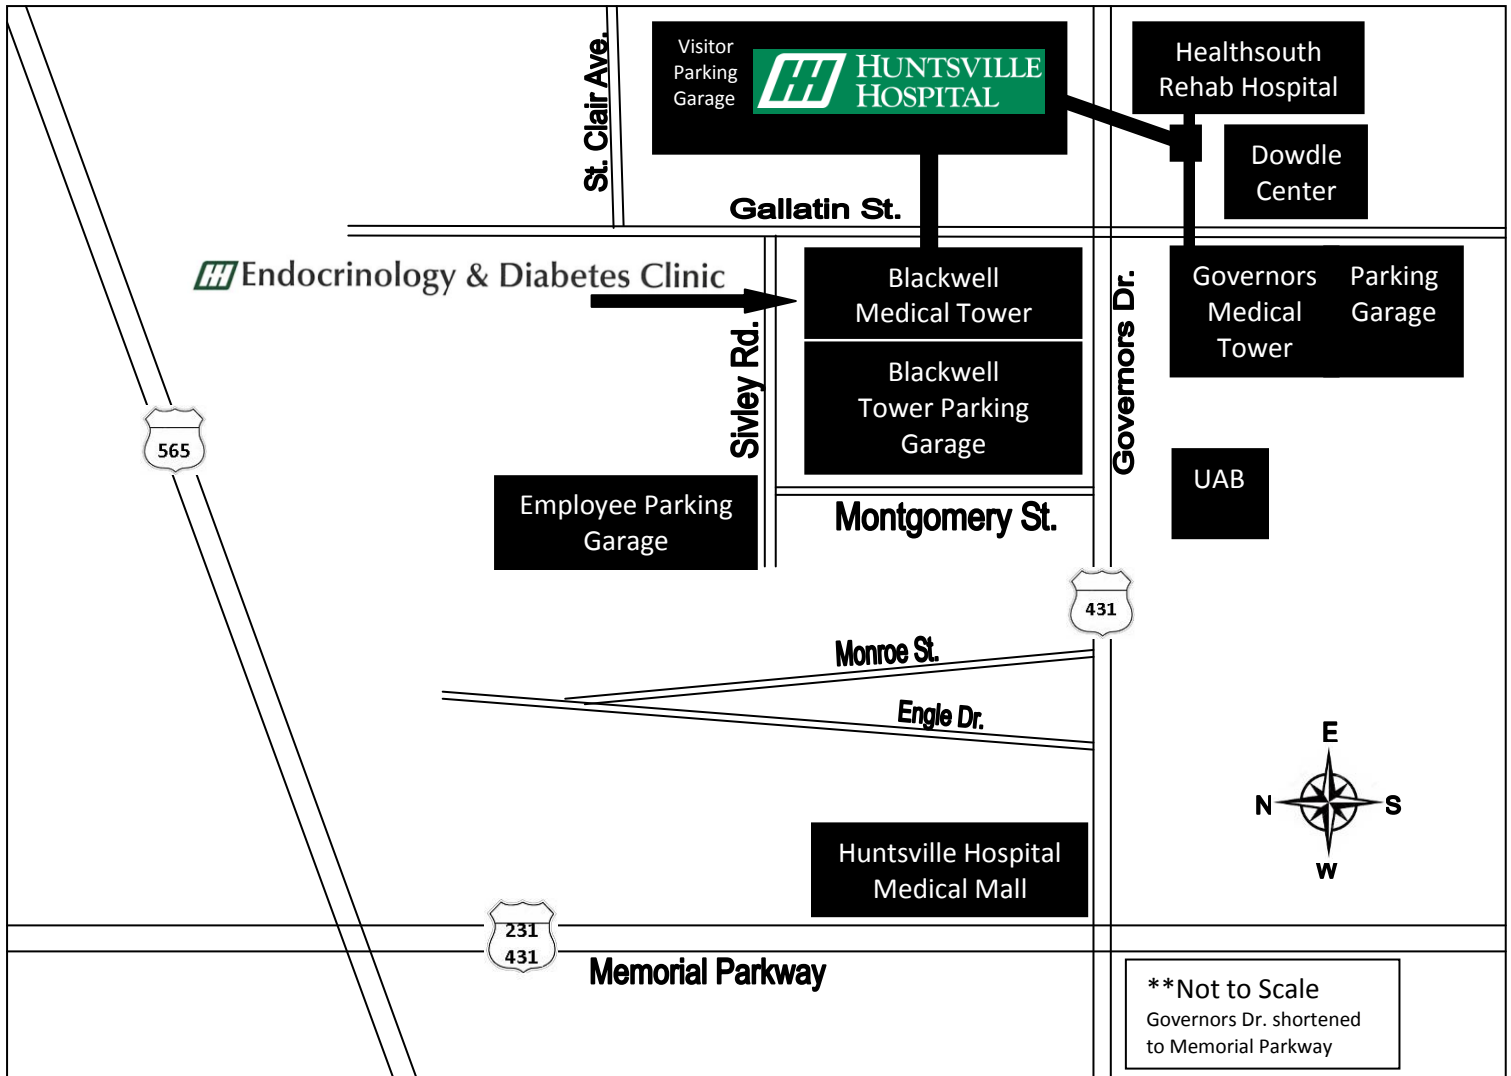 St. Clair Ave.
Visitor
Parking
Garage
HUNTSVILLE
HOSPITAL
Healthsouth
Rehab Hospital
Dowdle
Center
Gallatin St.
Endocrinology & Diabetes Clinic
Blackwell
Medical Tower
Governors Dr.
Governors
Medical
Tower
Parking
Garage
Sivley Rd.
Blackwell
Tower Parking
Garage
565
UAB
Employee Parking
Garage
Montgomery St.
431
Monroe St.
Engle Dr.
E
N
S
W
Huntsville Hospital
Medical Mall
231
431
Memorial Parkway
**Not to Scale
Governors Dr. shortened
to Memorial Parkway